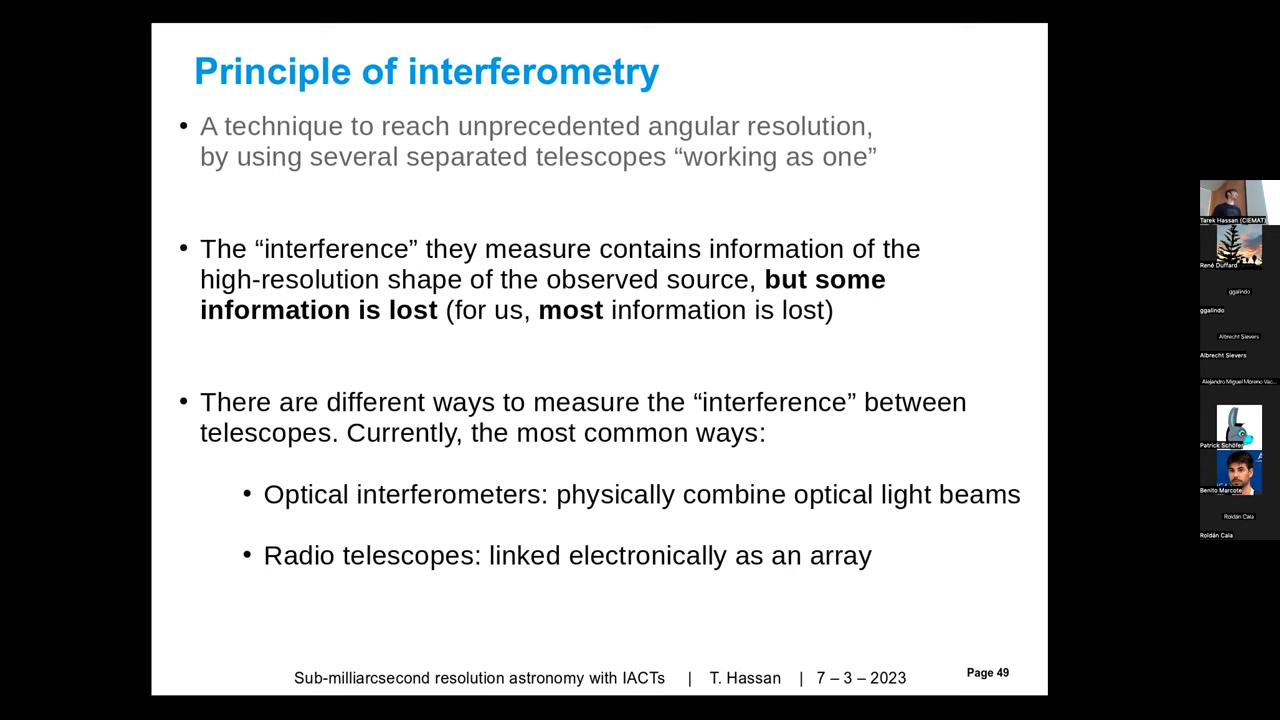 Principle of interferometry
• A technique to reach unprecedented angular resolution,
by using several separated telescopes “working as one”
• The “interference” they measure contains information of the
high-resolution shape of the observed source, but some
information is lost (for us, most information is lost)
• There are different ways to measure the “interference” between
telescopes. Currently, the most common ways:
• Optical interferometers: physically combine optical light beams
• Radio telescopes: linked electronically as an array
Sub-milliarcsecond resolution astronomy with IACTs | T. Hassan | 7 – 3 – 2023
Page 49
Tarek Hassan (CIEMAT)
René Duffard
ggalindo
ggalindo
Albrecht Sievers
Albrecht Sievers
Alejandro Miguel Moreno Vac...
Patrick Schöfer
Benito Marcote
Roldán Cala
Roldán Cala